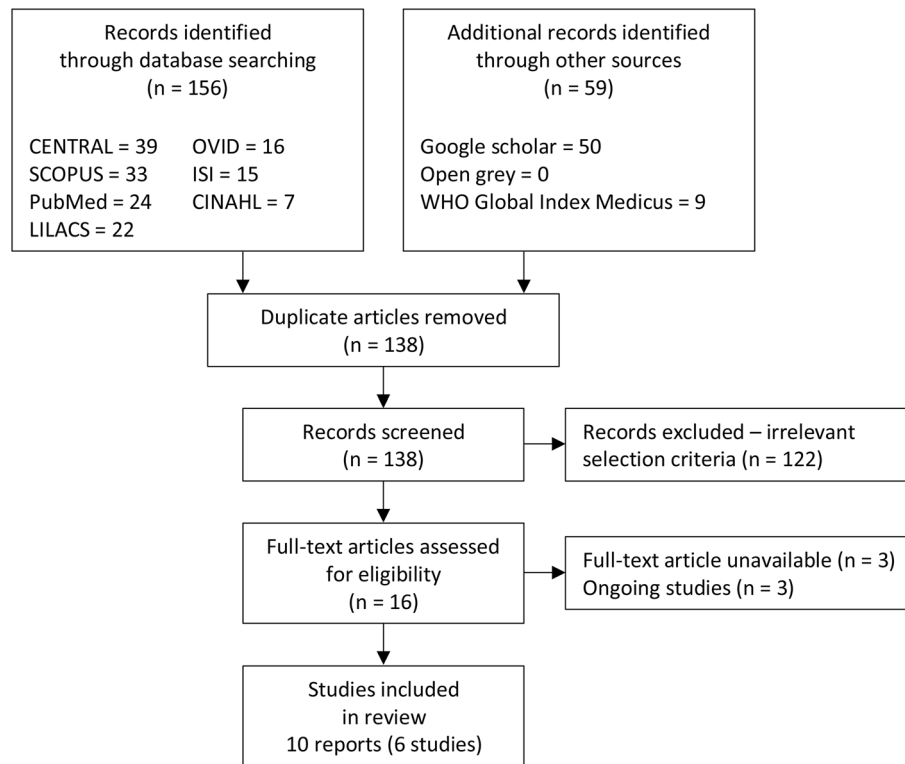 Records identified
through database searching
(n = 156)
CENTRAL = 39
SCOPUS = 33
PubMed = 24
LILACS = 22
OVID = 16
ISI = 15
CINAHL = 7
Additional records identified
through other sources
(n = 59)
Google scholar = 50
Open grey = 0
WHO Global Index Medicus = 9
Duplicate articles removed
(n = 138)
Records screened
(n = 138)
Records excluded – irrelevant
selection criteria (n = 122)
Full-text articles assessed
for eligibility
(n = 16)
Full-text article unavailable (n = 3)
Ongoing studies (n = 3)
Studies included
in review
10 reports (6 studies)